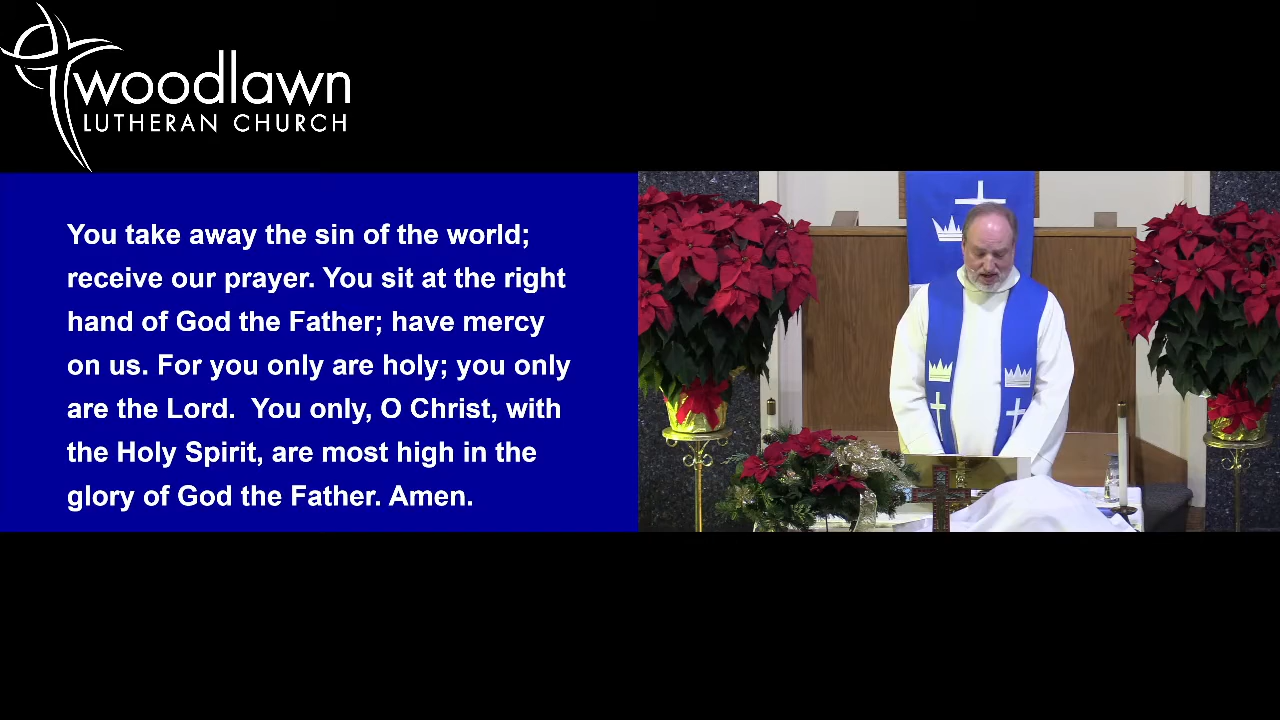 woodlawn
LUTHERAN CHURCH
You take away the sin of the world;
receive our prayer. You sit at the right
hand of God the Father; have mercy
on us. For you only are holy; you only
are the Lord.  You only, O Christ, with
the Holy Spirit, are most high in the
glory of God the Father. Amen.